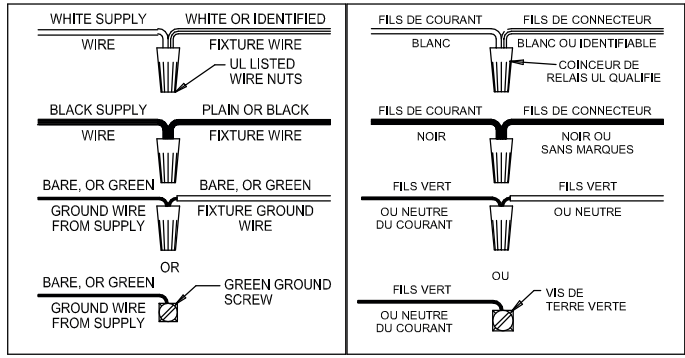 WHITE SUPPLY
WIRE
WHITE OR IDENTIFIED
FIXTURE WIRE
UL LISTED
WIRE NUTS
BLACK SUPPLY
WIRE
PLAIN OR BLACK
FIXTURE WIRE
BARE, OR GREEN
GROUND WIRE
FROM SUPPLY
BARE, OR GREEN
FIXTURE GROUND
WIRE
OR
BARE, OR GREEN
GROUND WIRE
FROM SUPPLY
GREEN GROUND
SCREW
FILS DE COURANT
BLANC
FILS DE CONNECTEUR
BLANC OU IDENTIFIABLE
COINCEUR DE
RELAIS UL QUALIFIE
FILS DE COURANT
NOIR
FILS DE CONNECTEUR
NOIR OU
SANS MARQUES
FILS VERT
OU NEUTRE
DU COURANT
FILS VERT
OU NEUTRE
OU
FILS VERT
OU NEUTRE
DU COURANT
VIS DE
TERRE VERTE